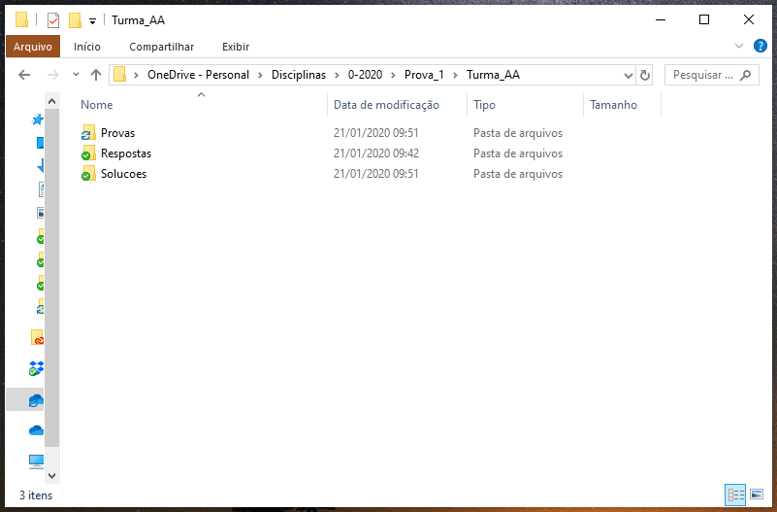 Turma_AA
Arquivo Início Compartilhar Exibir
OneDrive - Personal Disciplinas 0-2020 Prova_1 Turma_AA Pesquisar ...
Nome Data de modificação Tipo Tamanho
Provas 21/01/2020 09:51 Pasta de arquivos
Respostas 21/01/2020 09:42 Pasta de arquivos
Solucoes 21/01/2020 09:51 Pasta de arquivos
3 itens